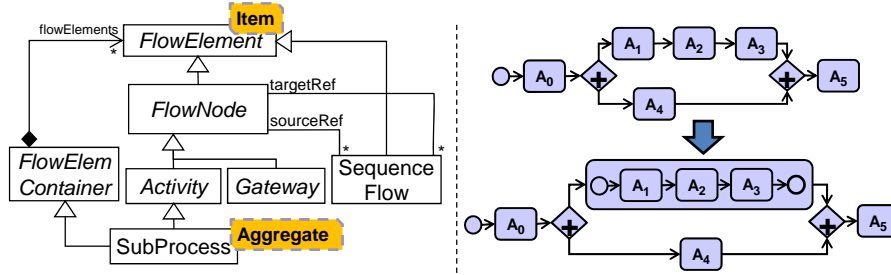 Item
flowElements
*
FlowElement
targetRef
FlowNode
sourceRef
*
*
FlowElem
Container
Activity
Gateway
Sequence
Flow
SubProcess
Aggregate
A1
A2
A3
A0
A5
A4
A1
A2
A3
A0
A5
A4